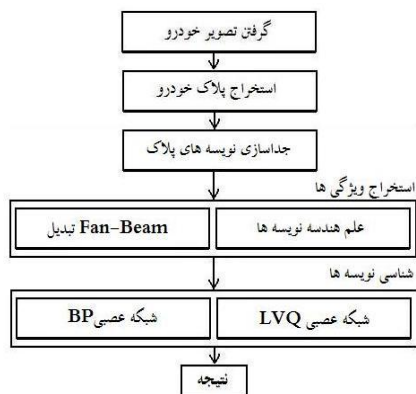 گرفتن تصویر خودرو
استخراج پلاک خودرو
جداسازی نویسه های پلاک
استخراج ویژگی ها
علم هندسه نویسه ها
تبدیل Fan-Beam
شناسی نویسه ها
شبکه عصبی LVQ
شبکه عصبی BP
نتیجه